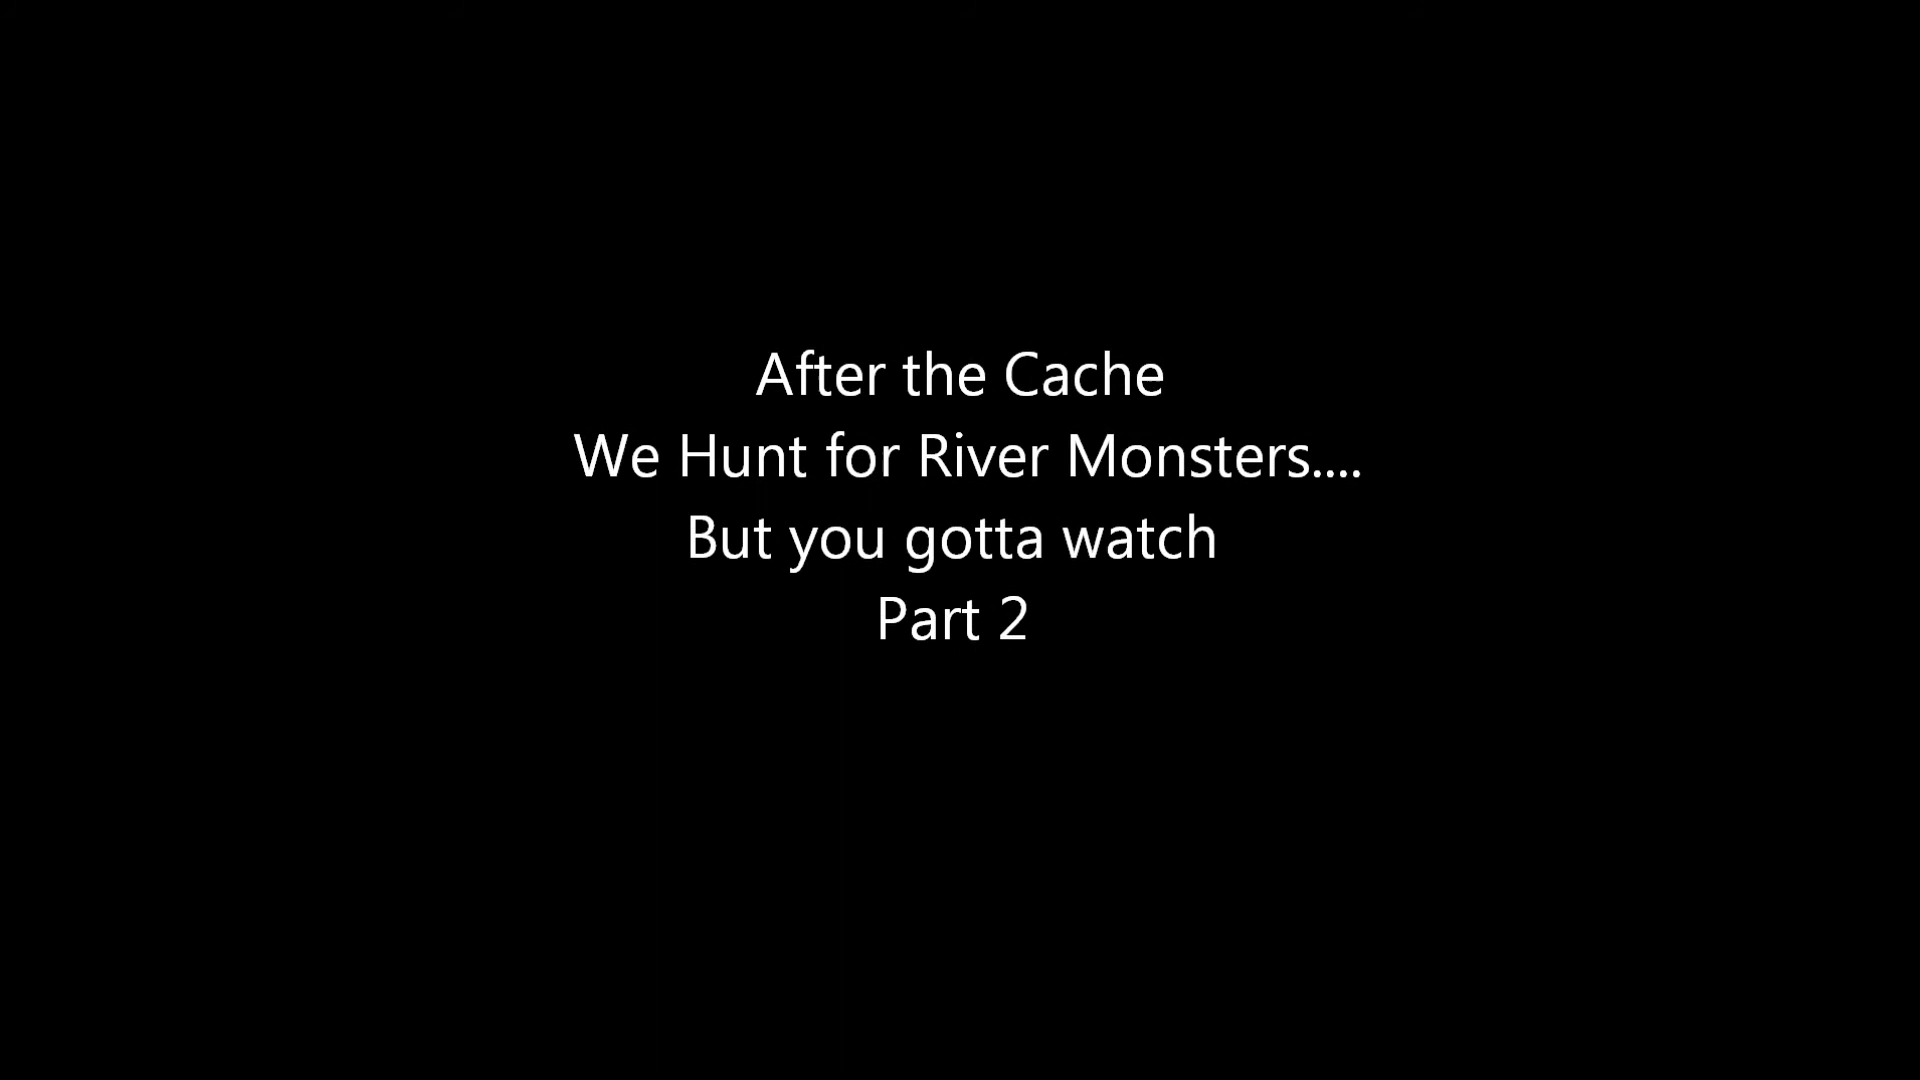 After the Cache
We Hunt for River Monsters....
But you gotta watch
Part 2